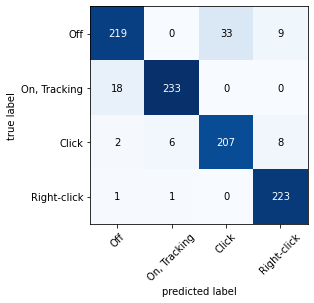 Off 219 0 33 9
On, Tracking 18 233 0 0
Click 2 6 207 8
Right-click 1 1 0 223
true label
Off On, Tracking Click Right-click
predicted label